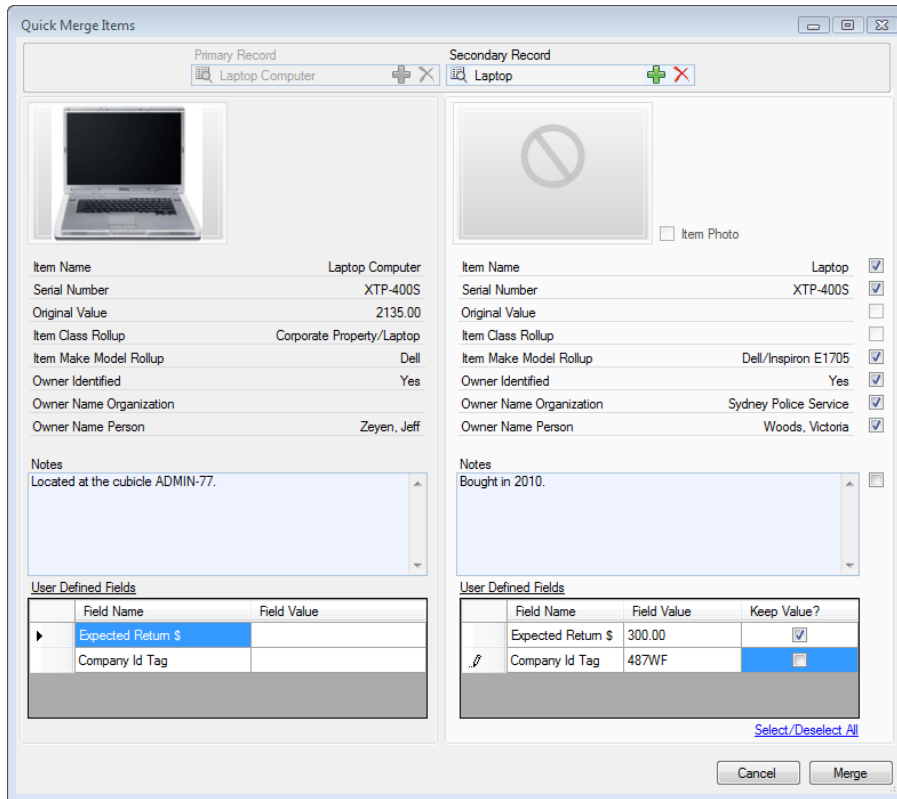 Quick Merge Items
Primary Record Secondary Record
Laptop Computer Laptop
Item Photo
Item Name Laptop Computer Item Name Laptop
Serial Number XTP-400S Serial Number XTP-400S
Original Value 2135.00 Original Value
Item Class Rollup Corporate Property/Laptop Item Class Rollup
Item Make Model Rollup Dell Item Make Model Rollup Dell/Inspiron E1705
Owner Identified Yes Owner Identified Yes
Owner Name Organization Owner Name Organization Sydney Police Service
Owner Name Person Zeyen, Jeff Owner Name Person Woods, Victoria
Notes Notes
Located at the cubicle ADMIN-77. Bought in 2010.
User Defined Fields User Defined Fields
Field Name Field Value Field Name Field Value Keep Value?
Expected Return $ Expected Return $ 300.00
Company Id Tag Company Id Tag 487WF
Select/Deselect All
Cancel Merge